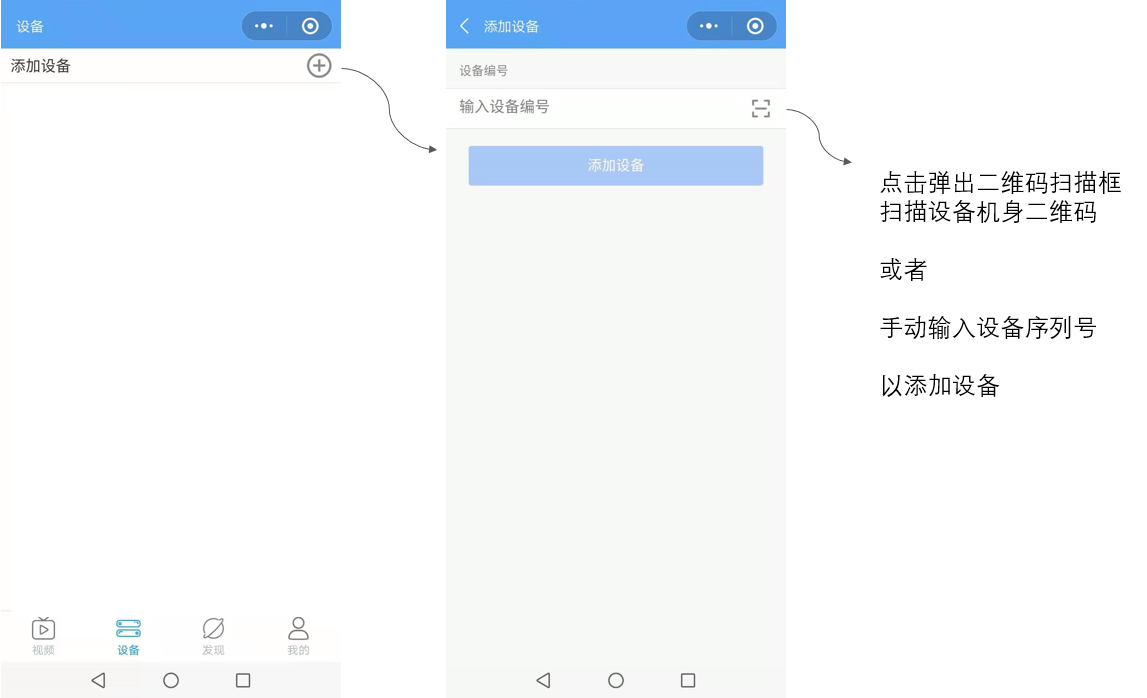 设备
添加设备
视频
设备
发现
我的
添加设备
设备编号
输入设备编号
添加设备
点击弹出二维码扫描框
扫描设备机身二维码
或者
手动输入设备序列号
以添加设备